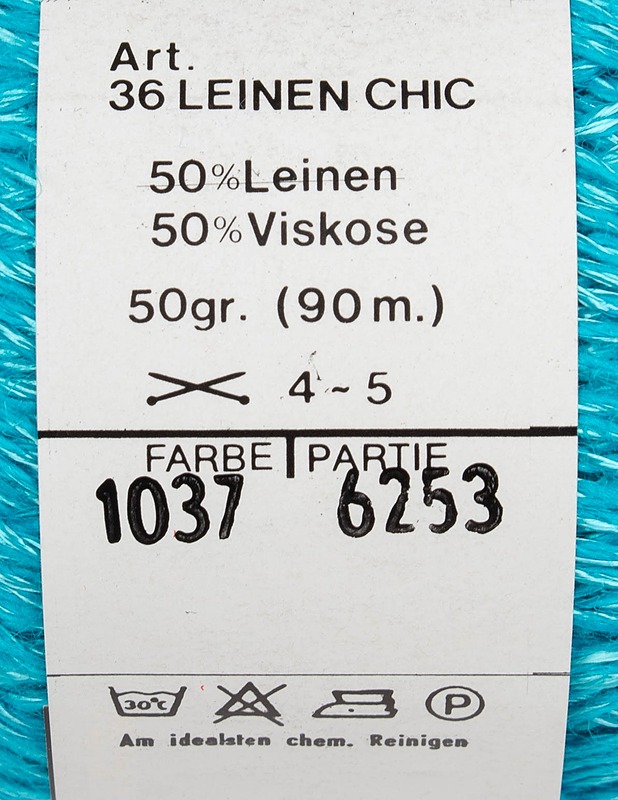 Art.
36 LEINEN CHIC
50% Leinen
50% Viskose
50gr. (90 m.)
4 ~ 5
FARBE PARTIE
1037 6253
30°C P
Am idealsten chem. Reinigen